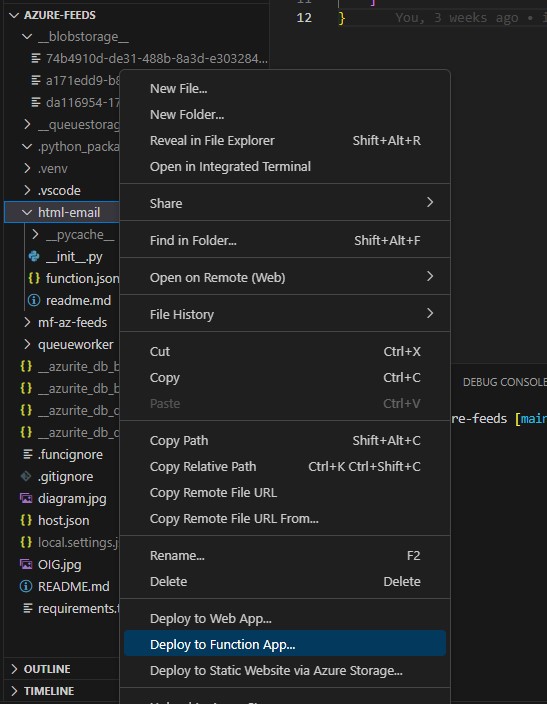 AZURE-FEEDS
__blobstorage__
74b4910d-de31-488b-8a3d-e303284...
a171edd9-b8
da116954-17
__queuestorag
.python_packa
.venv
.vscode
html-email
__pycache__
__init__.py
function.json
readme.md
mf-az-feeds
queueworker
__azurite_db_b
__azurite_db_b
__azurite_db_q
__azurite_db_q
.funcignore
.gitignore
diagram.jpg
host.json
local.settings.j
OIG.jpg
README.md
requirements.t
OUTLINE
TIMELINE
11 ]
12 } You, 3 weeks ago • i
New File...
New Folder...
Reveal in File Explorer Shift+Alt+R
Open in Integrated Terminal
Share
Find in Folder... Shift+Alt+F
Open on Remote (Web)
File History
Cut Ctrl+X
Copy Ctrl+C
Paste Ctrl+V
Copy Path Shift+Alt+C
Copy Relative Path Ctrl+K Ctrl+Shift+C
Copy Remote File URL
Copy Remote File URL From...
Rename... F2
Delete Delete
Deploy to Web App...
Deploy to Function App...
Deploy to Static Website via Azure Storage...
DEBUG CONSOLE
re-feeds [main